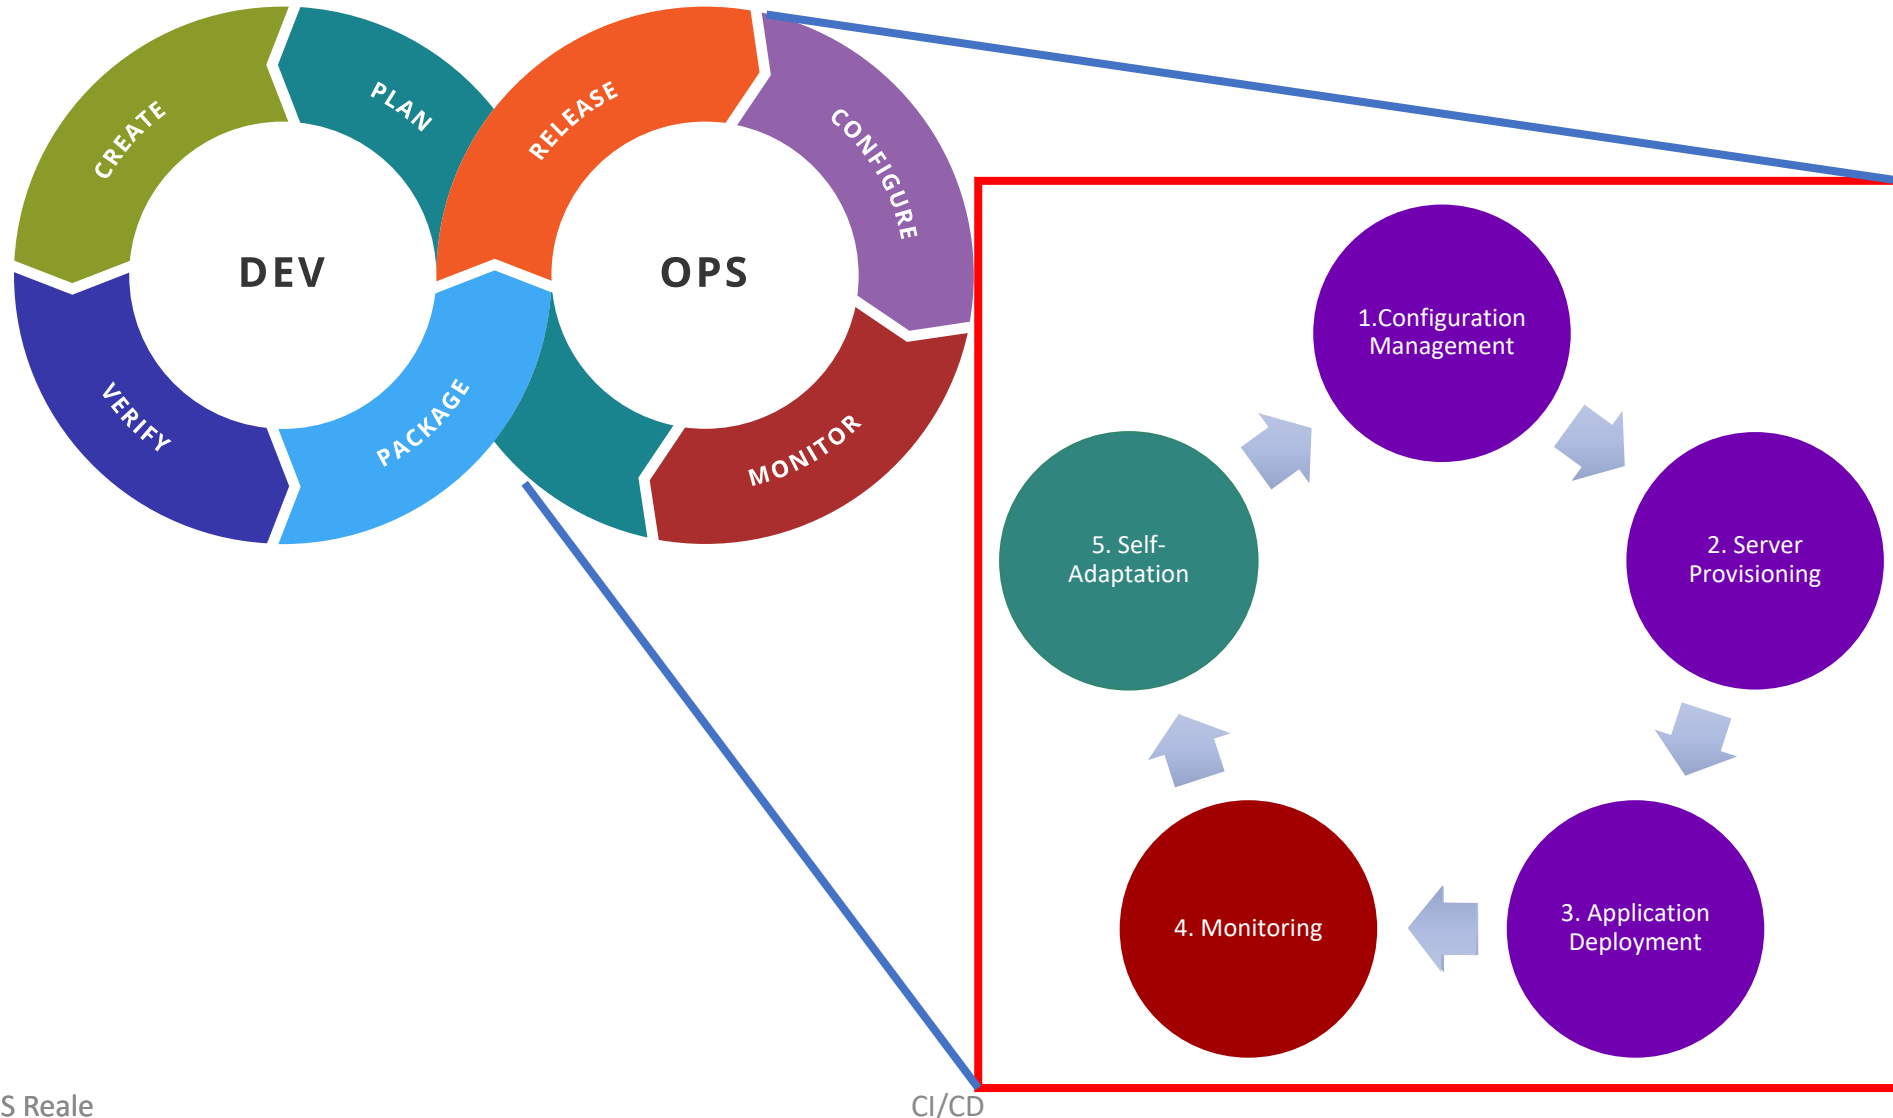 PLAN
CREATE
RELEASE
CONFIGURE
DEV
OPS
VERIFY
PACKAGE
MONITOR
1.Configuration
Management
2. Server
Provisioning
3. Application
Deployment
4. Monitoring
5. Self-
Adaptation
S Reale
CI/CD